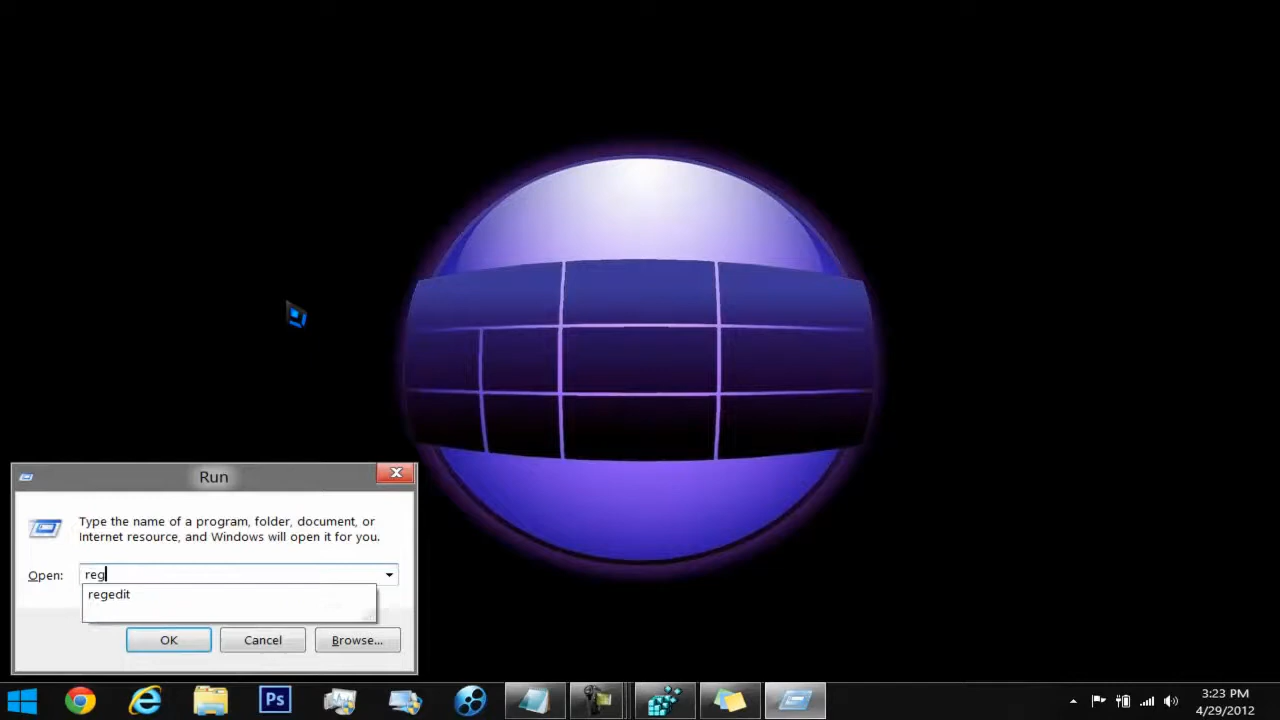 Run
Type the name of a program, folder, document, or
Internet resource, and Windows will open it for you.
Open:
reg
regedit
OK
Cancel
Browse...
Ps
3:23 PM
4/29/2012